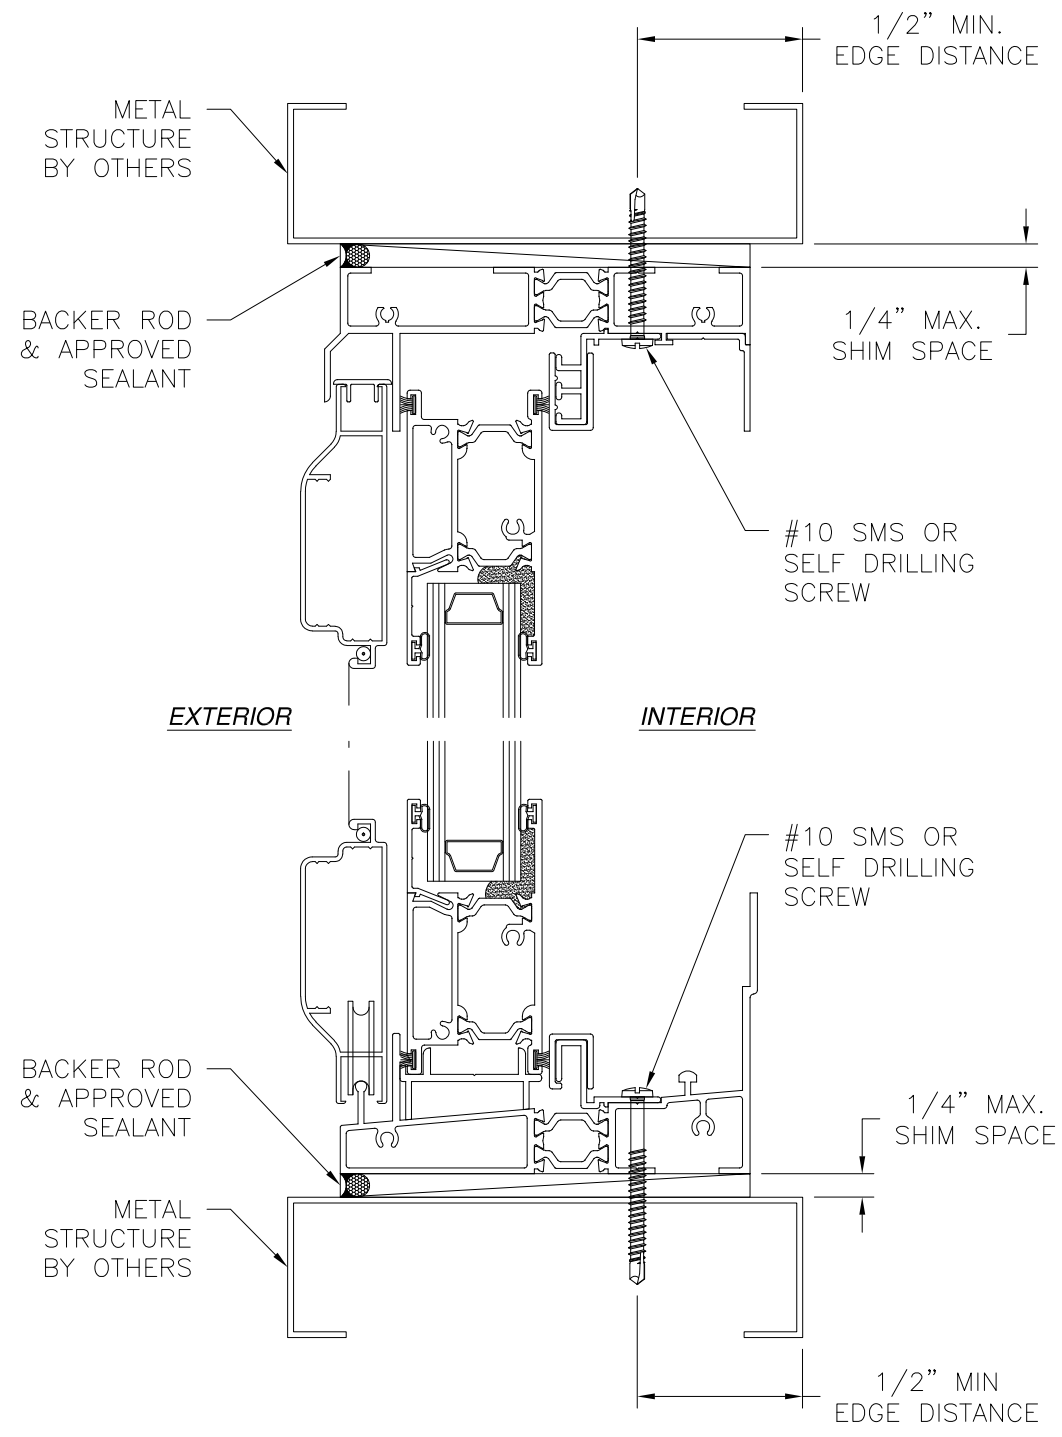 1/2” MIN.
EDGE DISTANCE
METAL
STRUCTURE
BY OTHERS
BACKER ROD
& APPROVED
SEALANT
1/4” MAX.
SHIM SPACE
#10 SMS OR
SELF DRILLING
SCREW
EXTERIOR
INTERIOR
#10 SMS OR
SELF DRILLING
SCREW
BACKER ROD
& APPROVED
SEALANT
1/4” MAX.
SHIM SPACE
METAL
STRUCTURE
BY OTHERS
1/2” MIN
EDGE DISTANCE